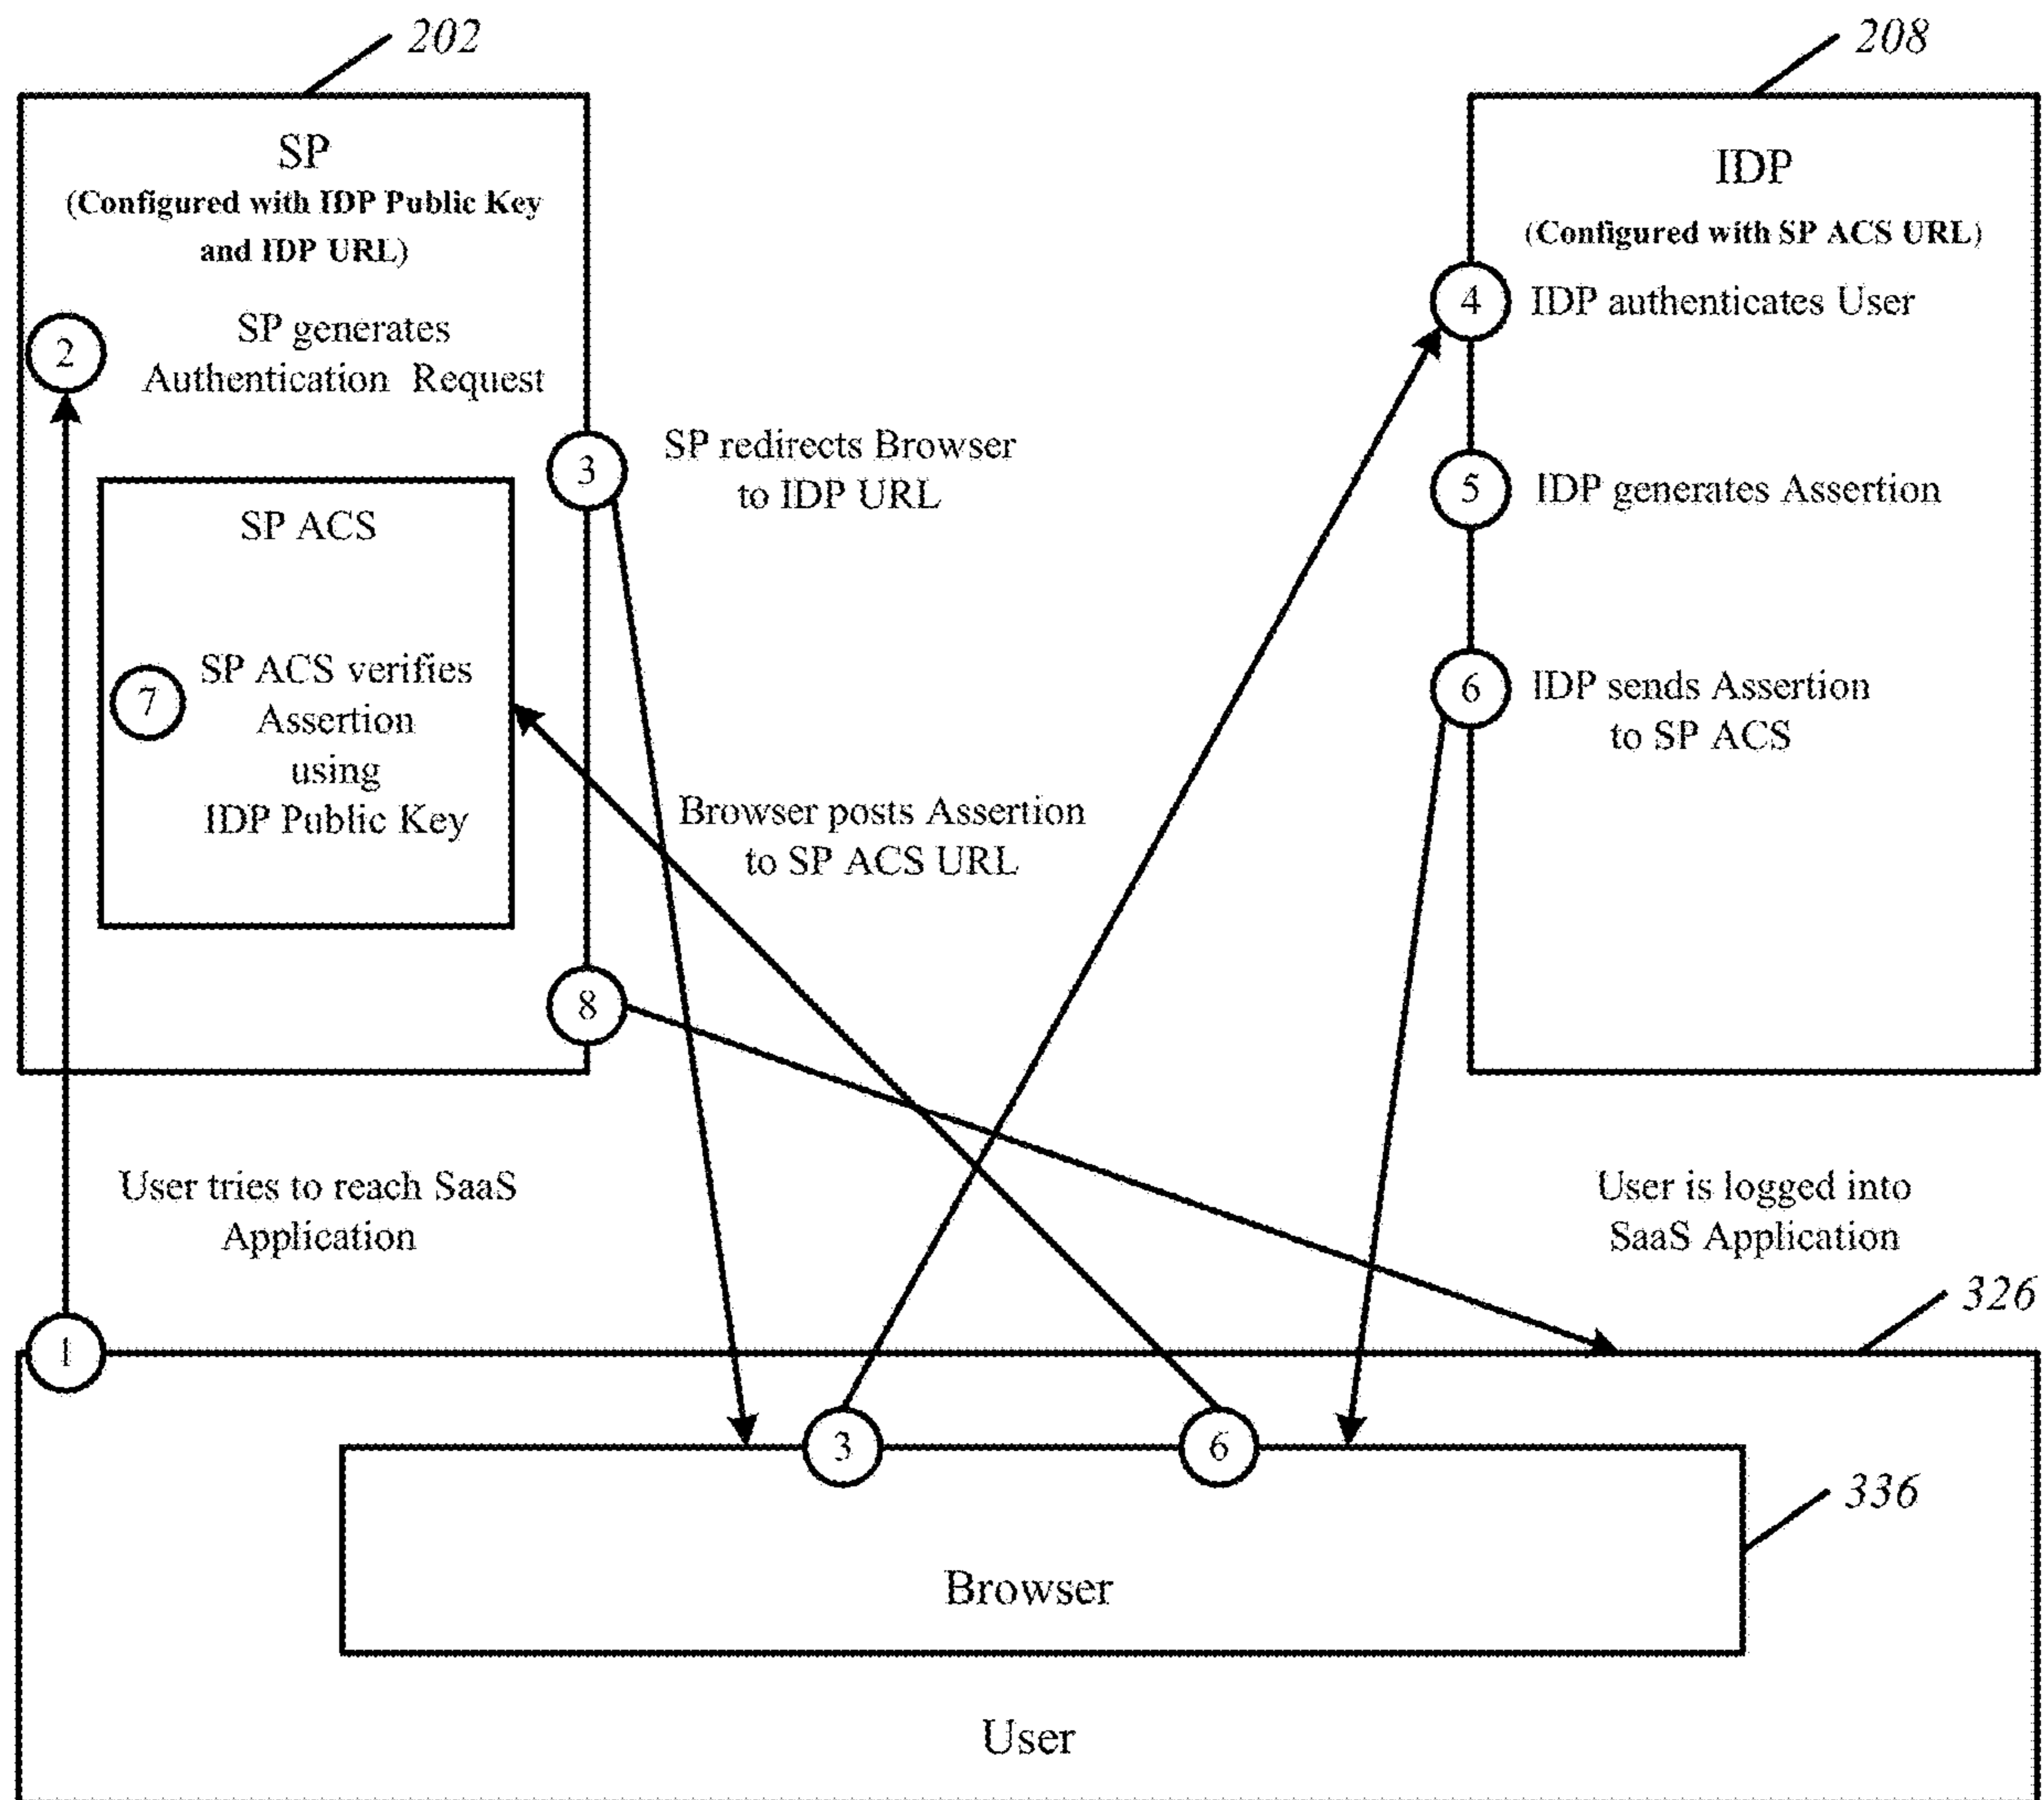 202
208
SP
(Configured with IDP Public Key
and IDP URL)
2
SP generates
Authentication Request
3
SP redirects Browser
to IDP URL
SP ACS
7
SP ACS verifies
Assertion
using
IDP Public Key
Browser posts Assertion
to SP ACS URL
8
IDP
(Configured with SP ACS URL)
4
IDP authenticates User
5
IDP generates Assertion
6
IDP sends Assertion
to SP ACS
User tries to reach SaaS
Application
User is logged into
SaaS Application
326
1
3
6
336
Browser
User